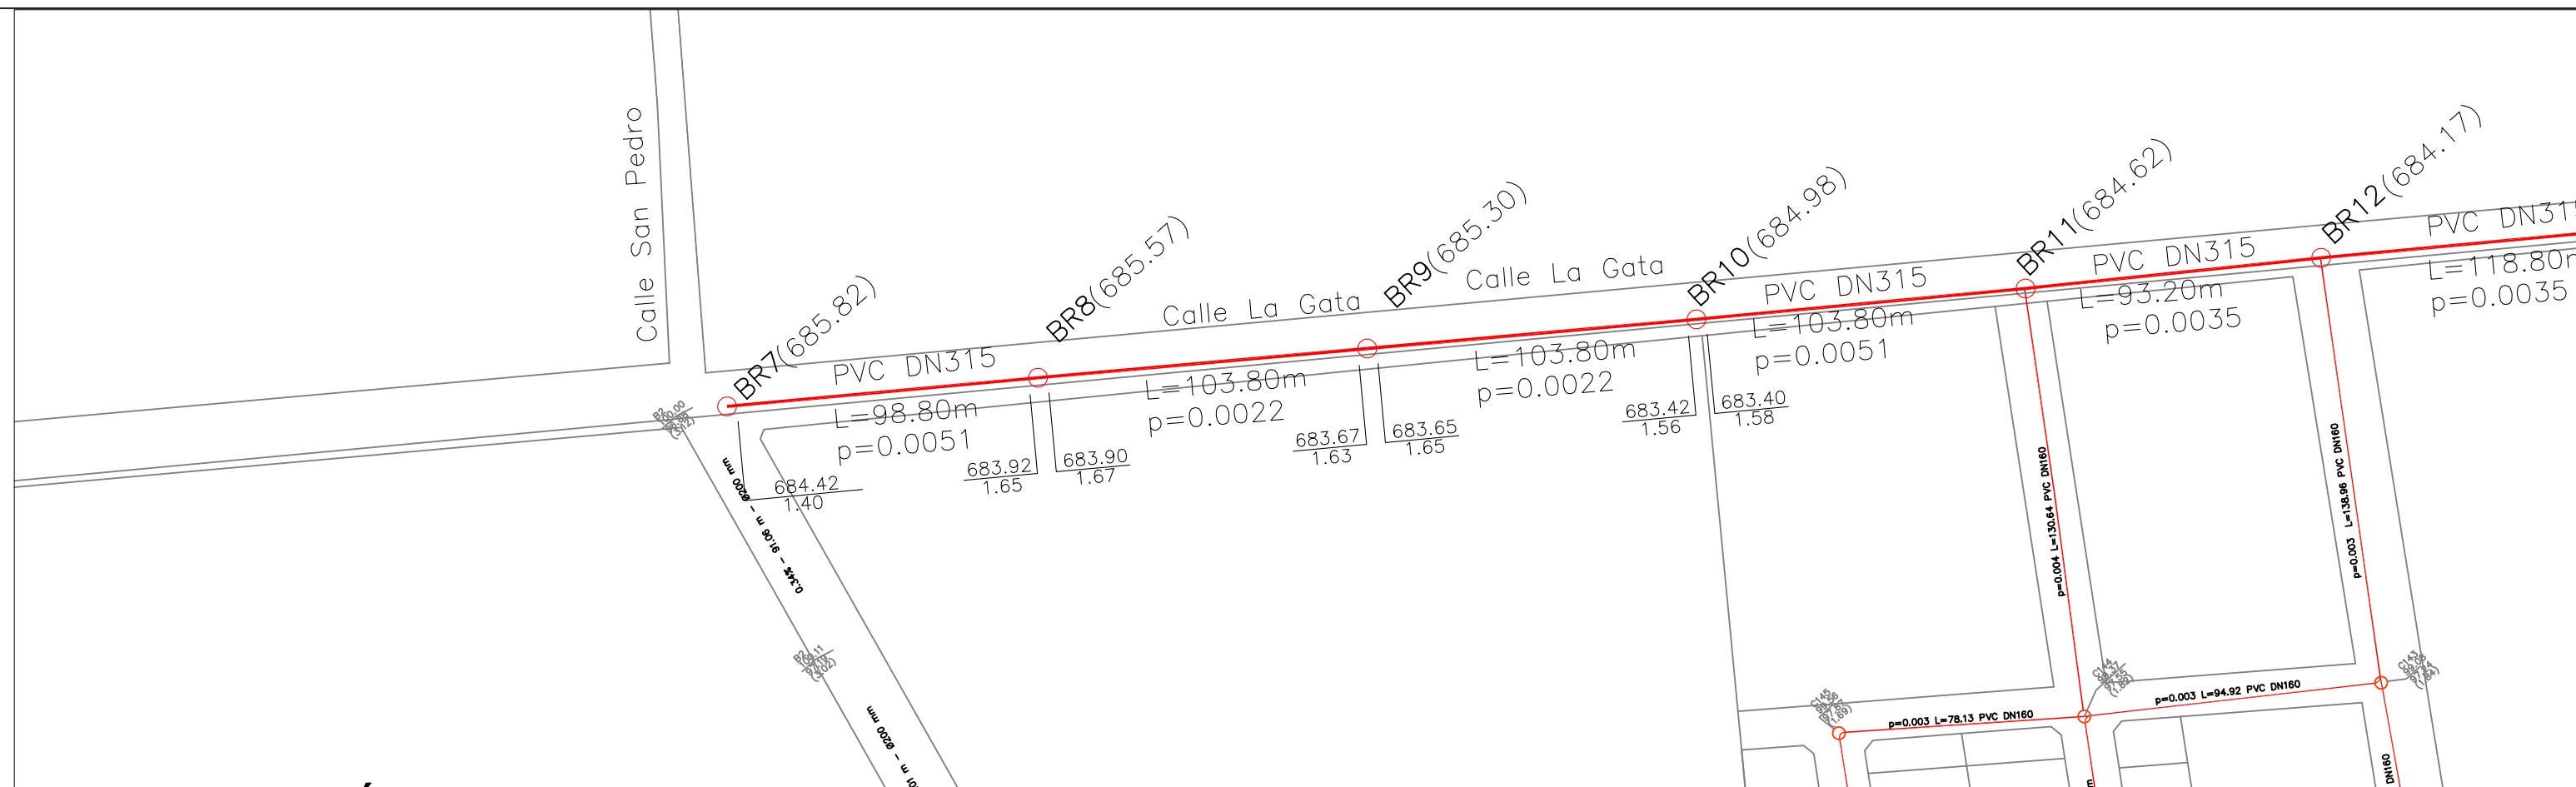 Calle San Pedro
BR7(685.82)
BR8(685.57)
BR9(685.30)
BR10(684.98)
BR11(684.62)
BR12(684.17)
PVC DN315
L=98.80m
p=0.0051
Calle La Gata
L=103.80m
p=0.0022
Calle La Gata
L=103.80m
p=0.0022
PVC DN315
L=103.80m
p=0.0051
PVC DN315
L=93.20m
p=0.0035
PVC DN315
L=118.80m
p=0.0035
684.42
1.40
683.92
1.65
683.90
1.67
683.67
1.63
683.65
1.65
683.42
1.56
683.40
1.58
0.34% - 91.06 m - Ø200 mm
m - Ø200 mm
p=0.004 L=130.64 PVC DN160
p=0.003 L=138.96 PVC DN160
p=0.003 L=78.13 PVC DN160
p=0.003 L=94.92 PVC DN160
DN160
C145
C144
C143